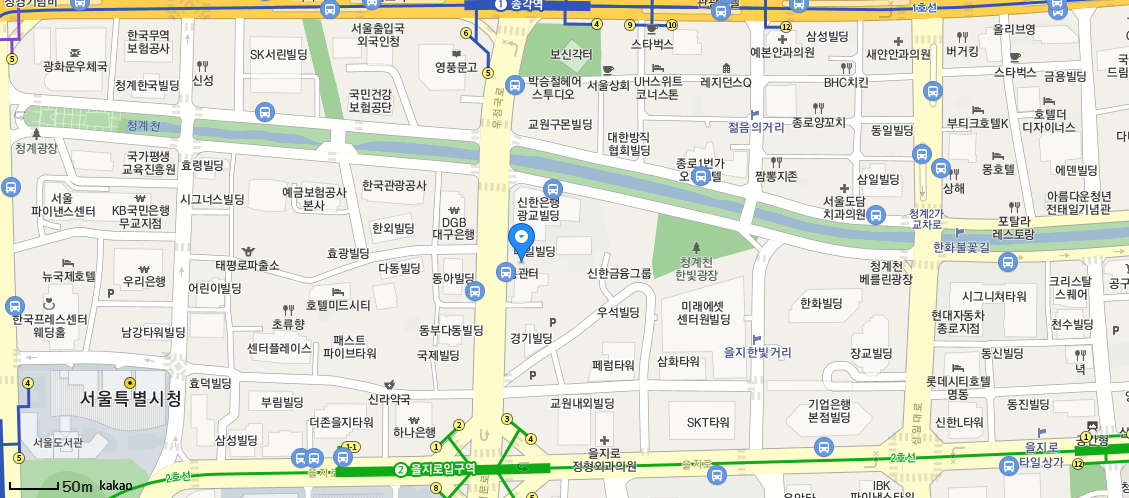 종각역
1호선
한국무역
보험공사
광화문우체국
청계한국빌딩
신성
SK서린빌딩
서울출입국
외국인청
영풍문고
국민건강
보험공단
보신각터
박승철헤어
스투디오
서울상회
스타벅스
UH스위트
코너스톤
레지던스Q
예본안과의원
삼성빌딩
BHC치킨
새얀안과의원
버거킹
올리브영
스타벅스
금융빌딩
우정국로
청계천
청계광장
교원구몬빌딩
대한방직
협회빌딩
젊음의거리
종로양꼬치
동일빌딩
부티크호텔K
호텔더
디자이너스
국가평생
교육진흥원
효령빌딩
서울
파이낸스센터
KB국민은행
무교지점
시그너스빌딩
예금보험공사
본사
한국관광공사
한외빌딩
DGB
대구은행
신한은행
광교빌딩
종로1번가
짬뽕지존
삼일빌딩
서울도담
치과의원
상해
몽호텔
에덴빌딩
아름다운청년
전태일기념관
청계2가
교차로
포탈라
레스토랑
한화불꽃길
태평로파출소
효광빌딩
다동빌딩
뉴국제호텔
우리은행
P
어린이빌딩
동아빌딩
신한금융그룹
청계천
한빛광장
청계천
베를린광장
한국프레스센터
웨딩홀
남강타워빌딩
초류향
호텔미드시티
센터플레이스
패스트
파이브타워
동부다동빌딩
국제빌딩
경기빌딩
P
P
우석빌딩
미래에셋
센터원빌딩
한화빌딩
시그니쳐타워
크리스탈
스퀘어
현대자동차
종로지점
천수빌딩
을지한빛거리
페럼타워
삼화타워
장교빌딩
동신빌딩
롯데시티호텔
명동
서울특별시청
효덕빌딩
부림빌딩
신라약국
더존을지타워
하나은행
삼성빌딩
서울도서관
교원내외빌딩
SKT타워
기업은행
본점빌딩
신한L타워
동진빌딩
을지로
정형외과의원
을지로
을지로
2호선
2 을지로입구역
2호선
IBK
파이낸스타워
50m kakao